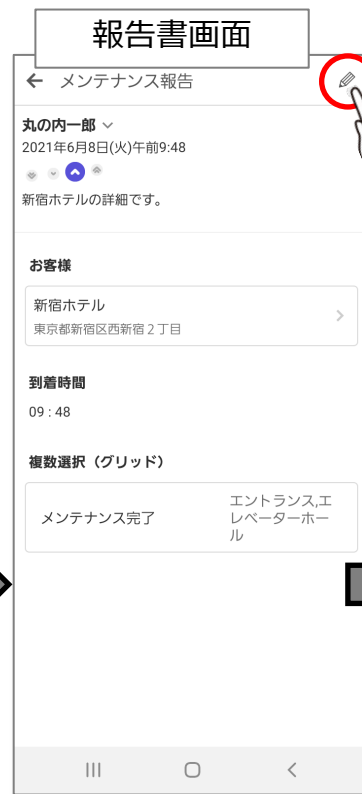 報告書画面
メンテナンス報告
丸の内一郎
2021年6月8日(火)午前9:48
新宿ホテルの詳細です。
お客様
新宿ホテル
東京都新宿区西新宿２丁目
到着時間
09 : 48
複数選択（グリッド）
メンテナンス完了
エントランス,エ
レベーターホー
ル